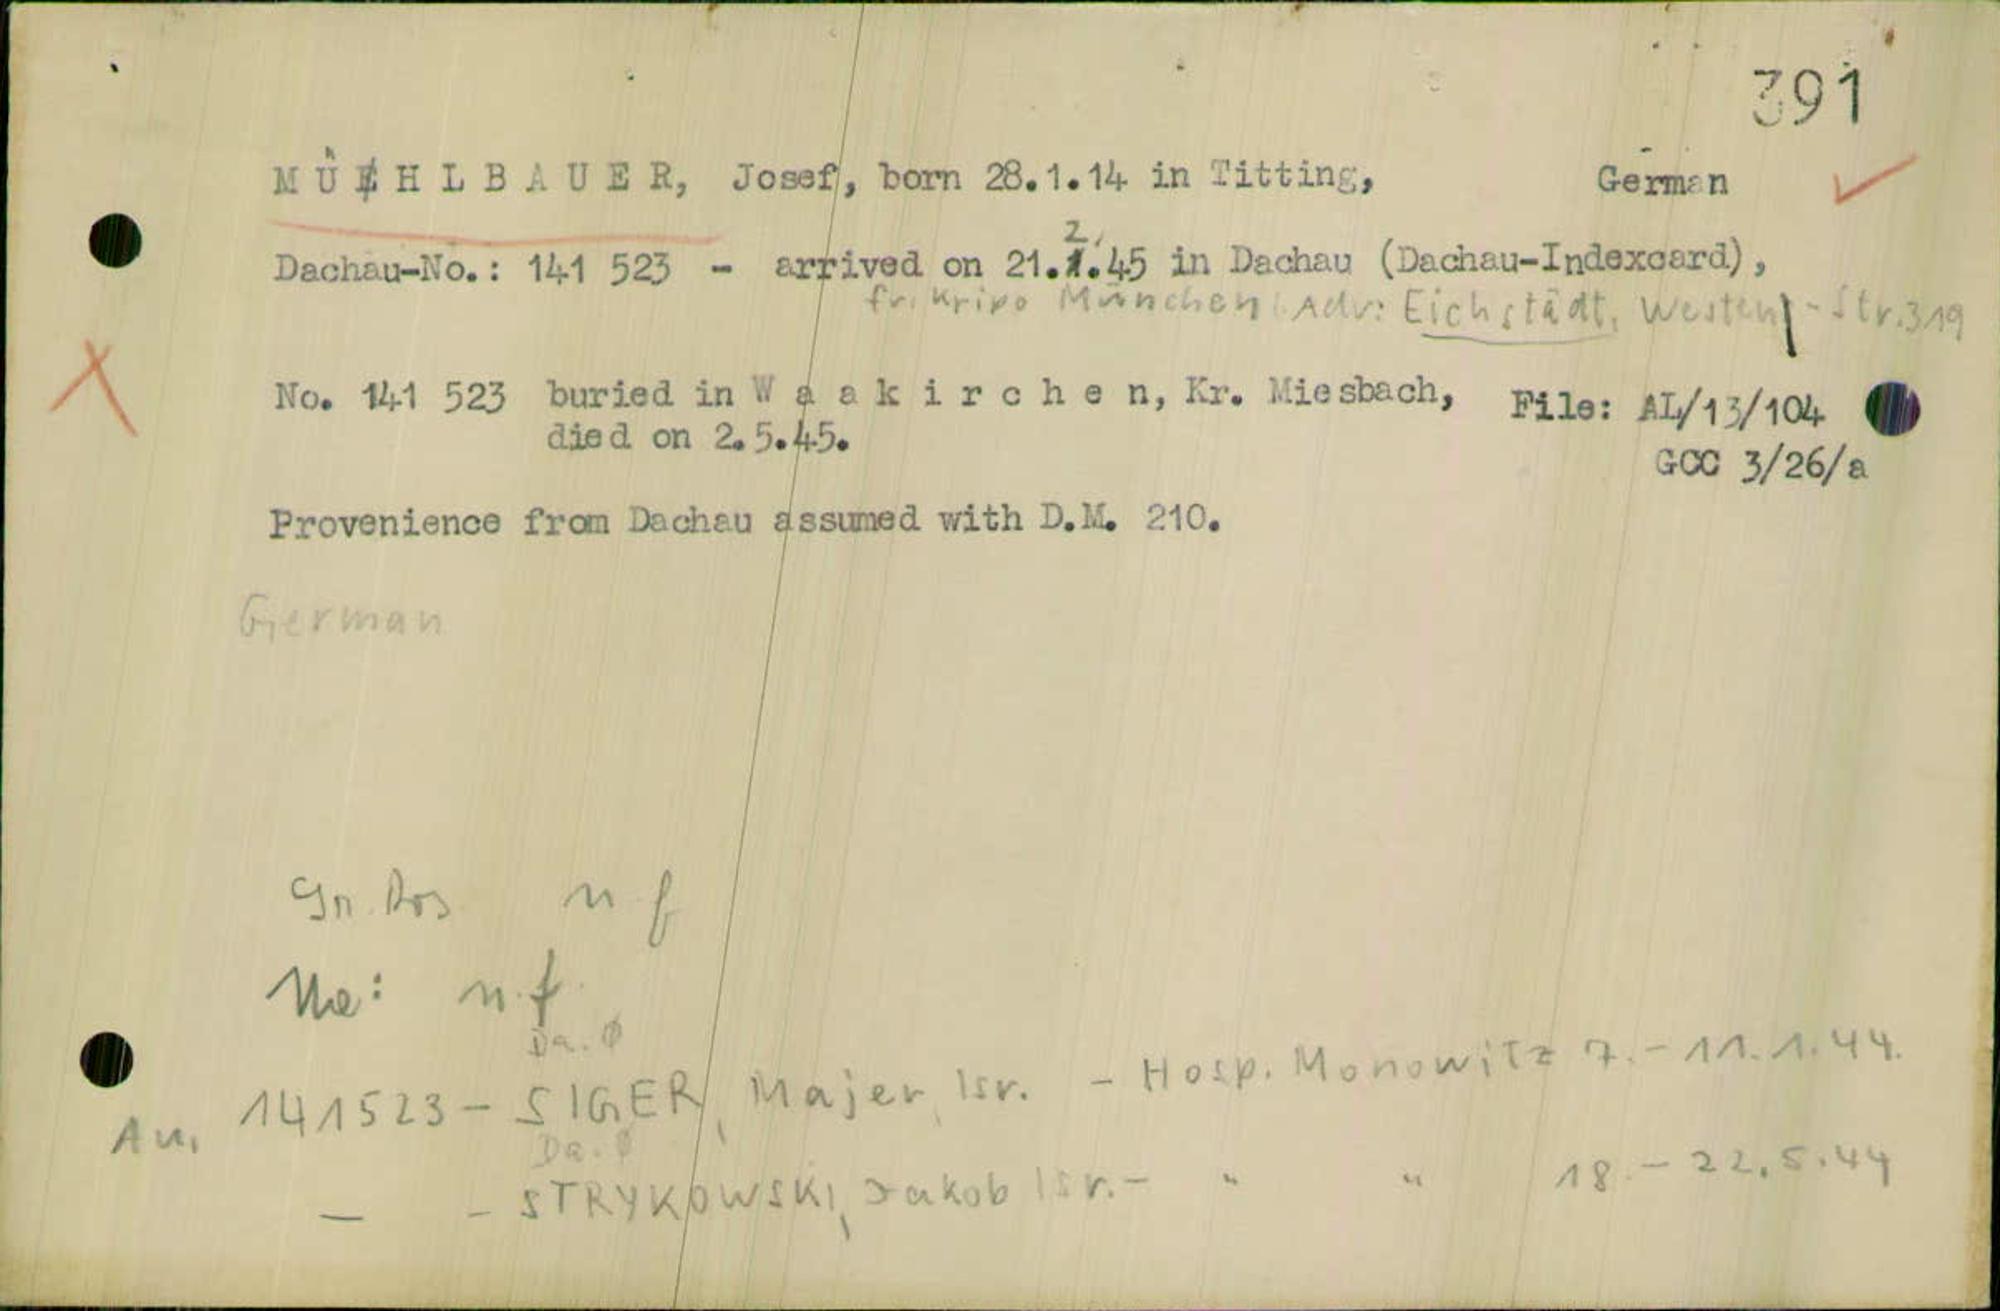 391
MÜHLBAUER, Josef, born 28.1.14 in Titting, German
Dachau-No.: 141 523 - arrived on 21.2.45 in Dachau (Dachau-Indexcard),
fr. Kripo München Adr: Eichstädt, Westen-Str. 319
No. 141 523 buried in Waakirchen, Kr. Miesbach, File: AL/13/104
died on 2.5.45. GCC 3/26/a
Provenience from Dachau assumed with D.M. 210.
German
n f
n.f.
Da. Ø
Au. 141523 - SIGER, Majer, Isr. - Hosp. Monowitz 7.-11.1.44.
Da. Ø
— - STRYKOWSKI, Jakob Isr. - " " 18.-22.5.44